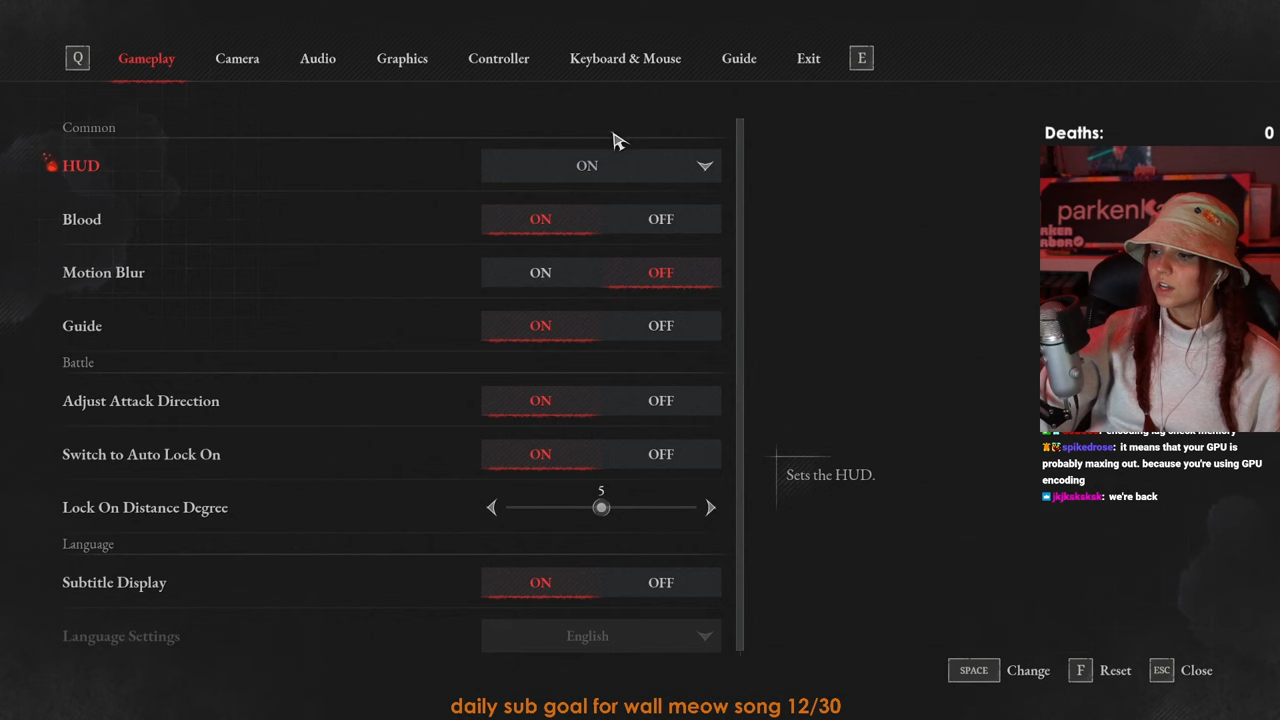 Q Gameplay Camera Audio Graphics Controller Keyboard & Mouse Guide Exit E
Common
HUD ON
Blood ON OFF
Motion Blur ON OFF
Guide ON OFF
Battle
Adjust Attack Direction ON OFF
Switch to Auto Lock On ON OFF
5
Lock On Distance Degree
Language
Subtitle Display ON OFF
Language Settings English
Sets the HUD.
SPACE Change F Reset ESC Close
Deaths: 0
spikedrose: it means that your GPU is
probably maxing out. because you're using GPU
encoding
jkjksksksk: we're back
daily sub goal for wall meow song 12/30